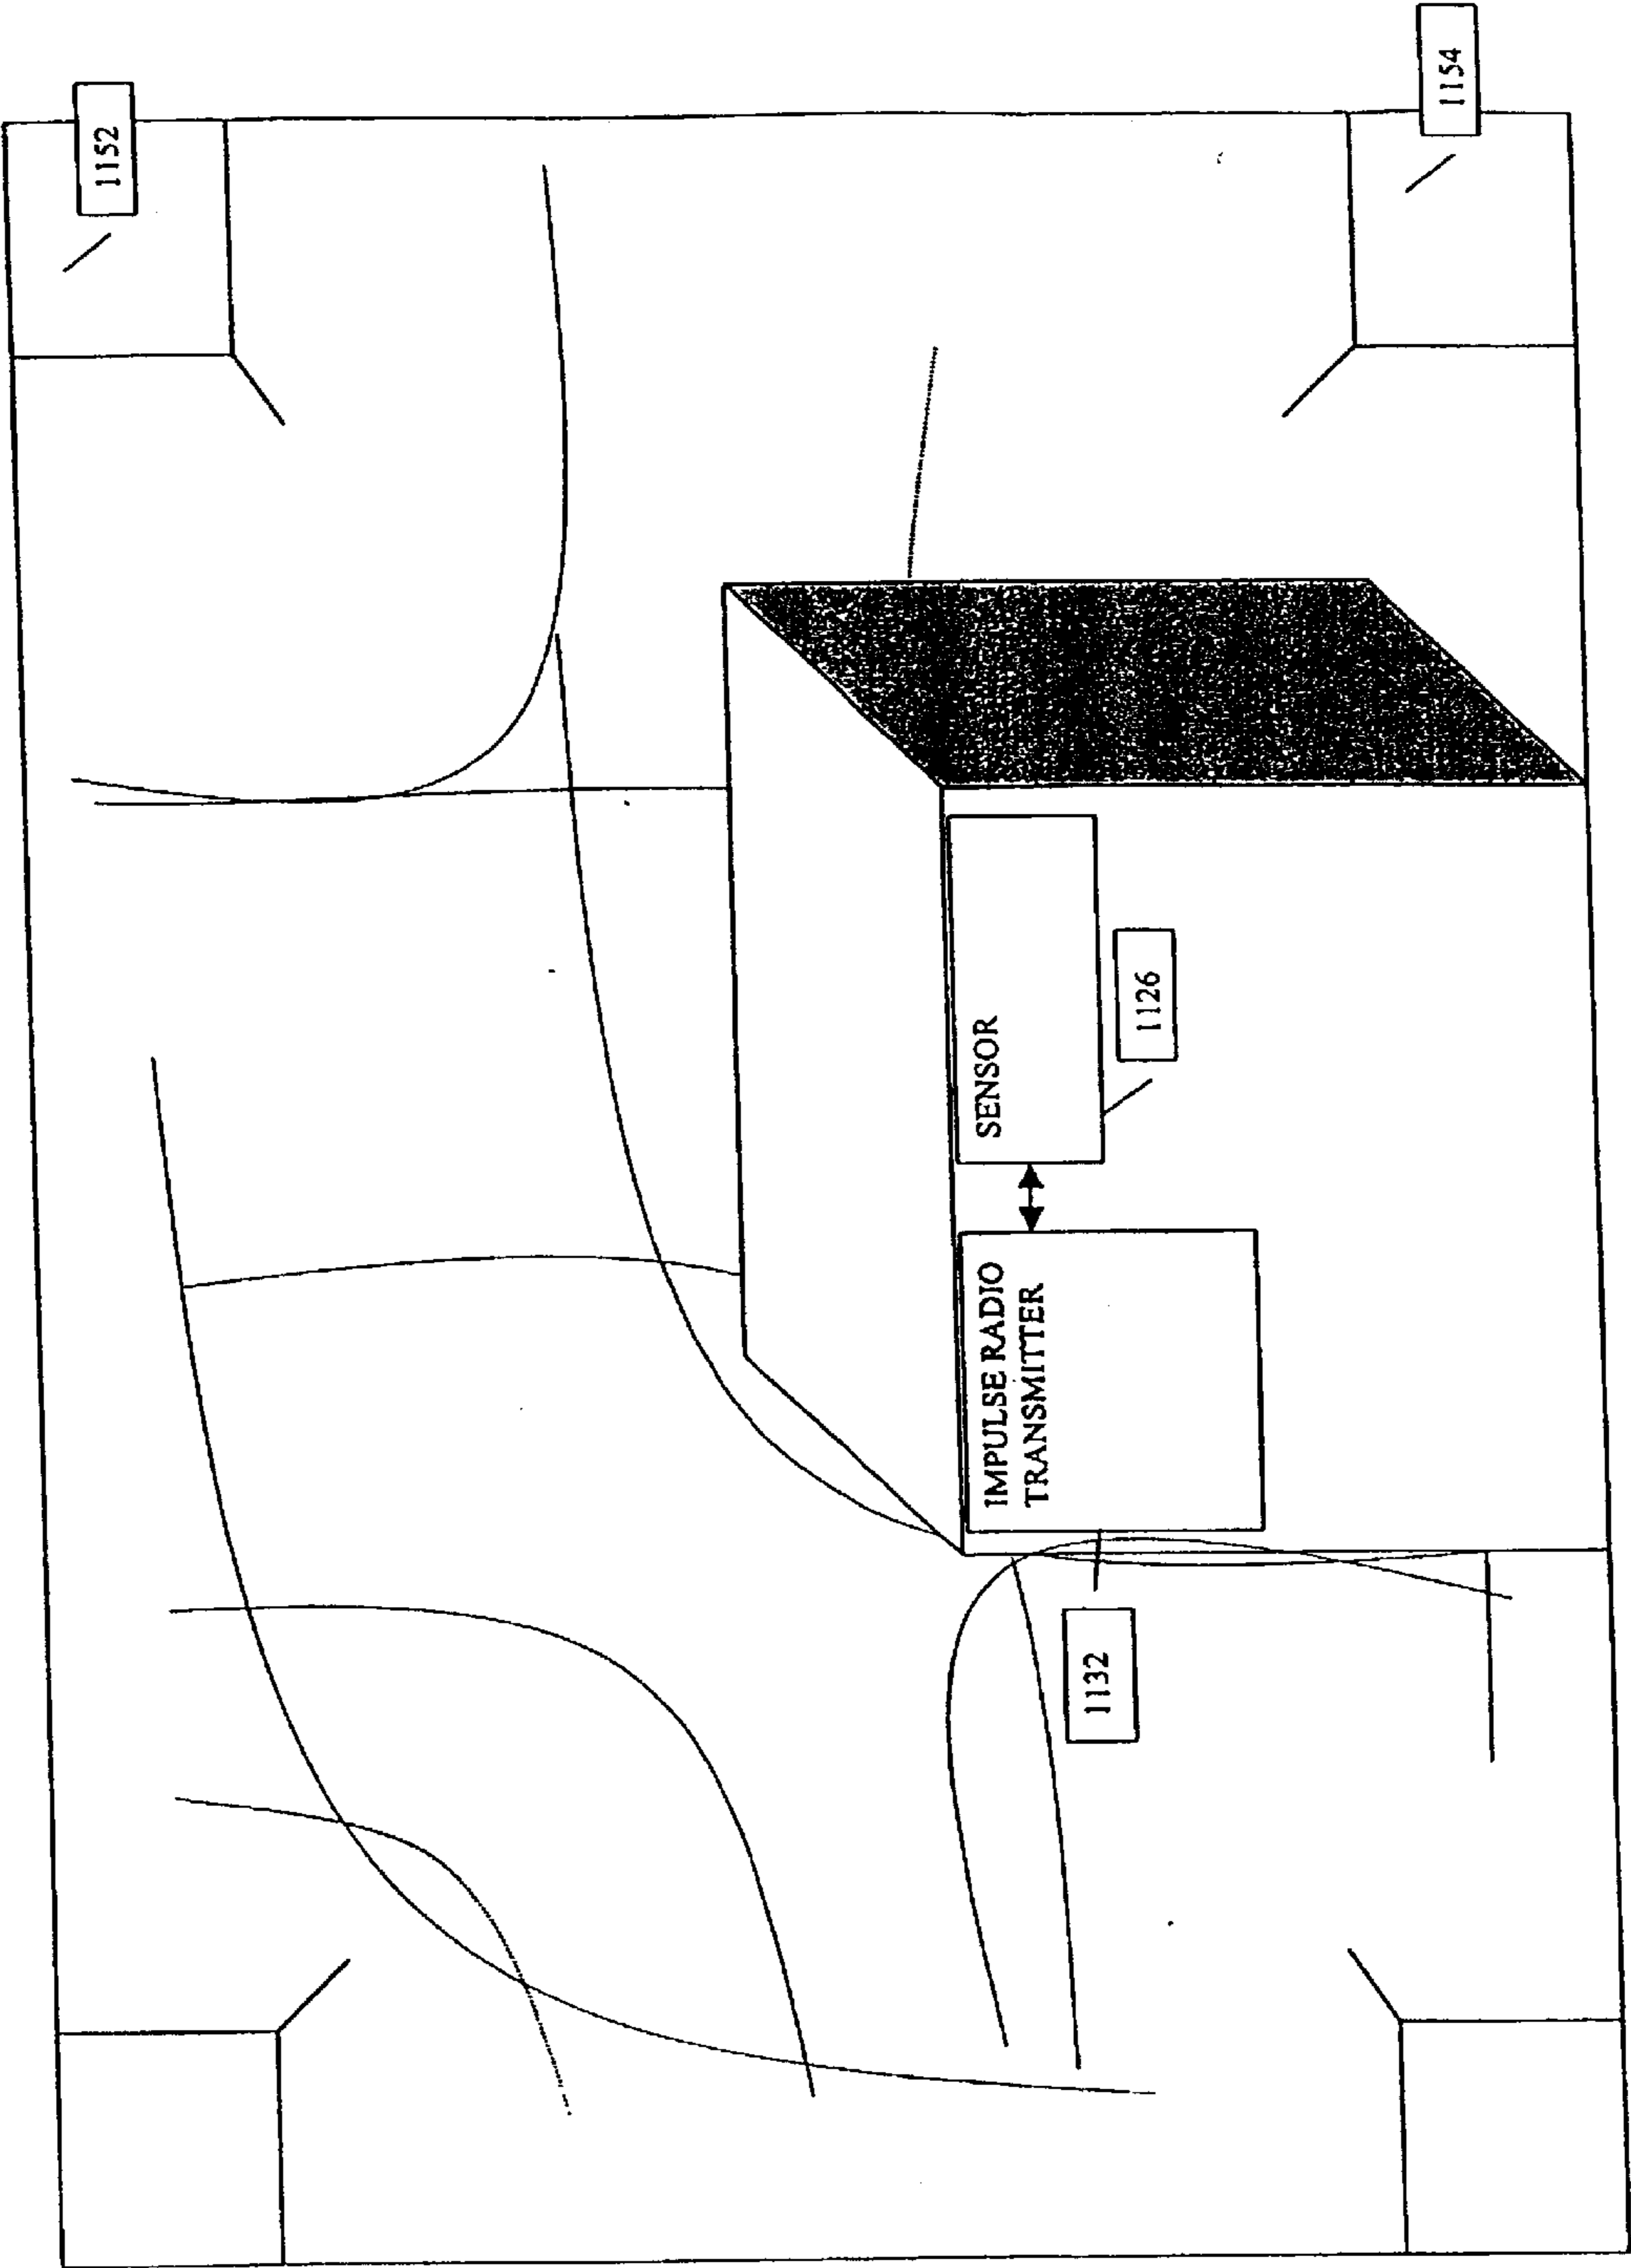 1152
1154
SENSOR
1126
IMPULSE RADIO
TRANSMITTER
1132